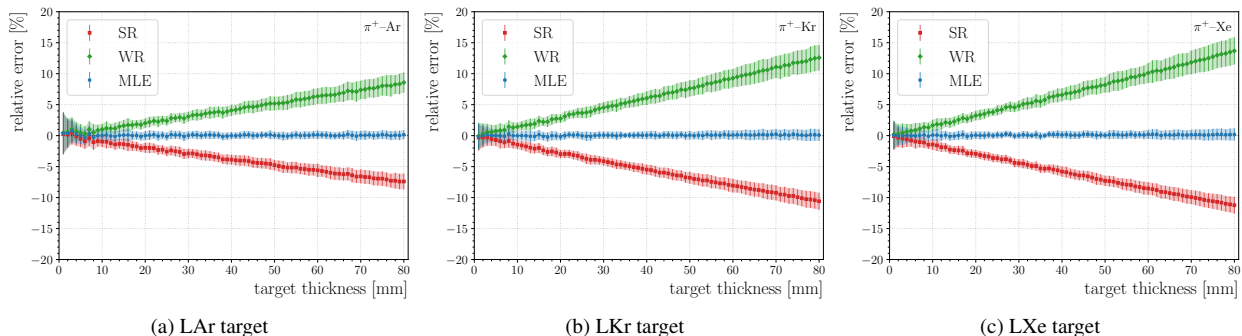 relative error [%]
20
15
10
5
0
−5
−10
−15
−20
SR
WR
MLE
π⁺–Ar
0 10 20 30 40 50 60 70 80
target thickness [mm]
(a) LAr target
relative error [%]
20
15
10
5
0
−5
−10
−15
−20
SR
WR
MLE
π⁺–Kr
0 10 20 30 40 50 60 70 80
target thickness [mm]
(b) LKr target
relative error [%]
20
15
10
5
0
−5
−10
−15
−20
SR
WR
MLE
π⁺–Xe
0 10 20 30 40 50 60 70 80
target thickness [mm]
(c) LXe target